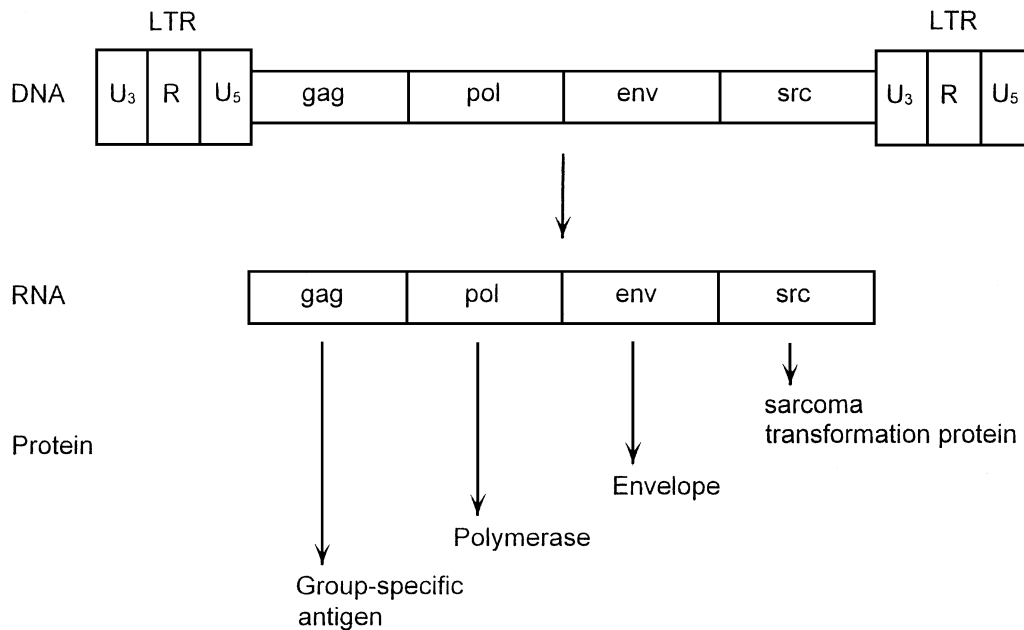 LTR LTR
DNA U3 R U5 gag pol env src U3 R U5
RNA gag pol env src
sarcoma
transformation protein
Protein
Envelope
Polymerase
Group-specific
antigen